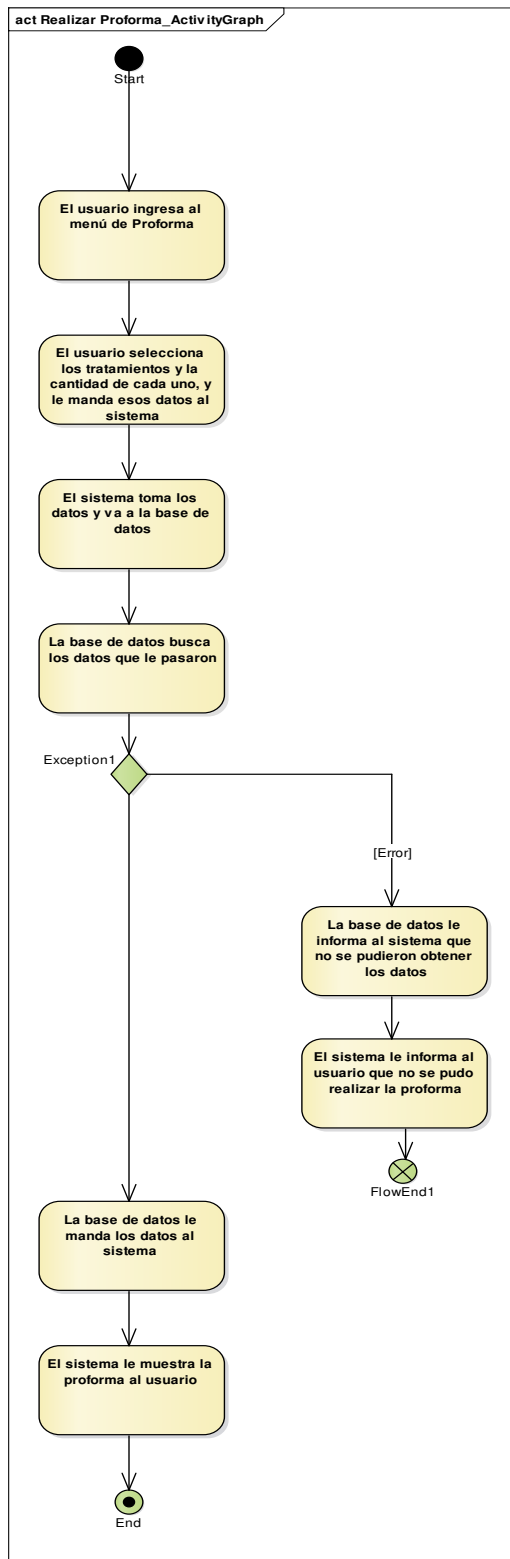 act Realizar Proforma_ActivityGraph
Start
El usuario ingresa al
menú de Proforma
El usuario selecciona
los tratamientos y la
cantidad de cada uno, y
le manda esos datos al
sistema
El sistema toma los
datos y va a la base de
datos
La base de datos busca
los datos que le pasaron
Exception1
[Error]
La base de datos le
informa al sistema que
no se pudieron obtener
los datos
El sistema le informa al
usuario que no se pudo
realizar la proforma
FlowEnd1
La base de datos le
manda los datos al
sistema
El sistema le muestra la
proforma al usuario
End